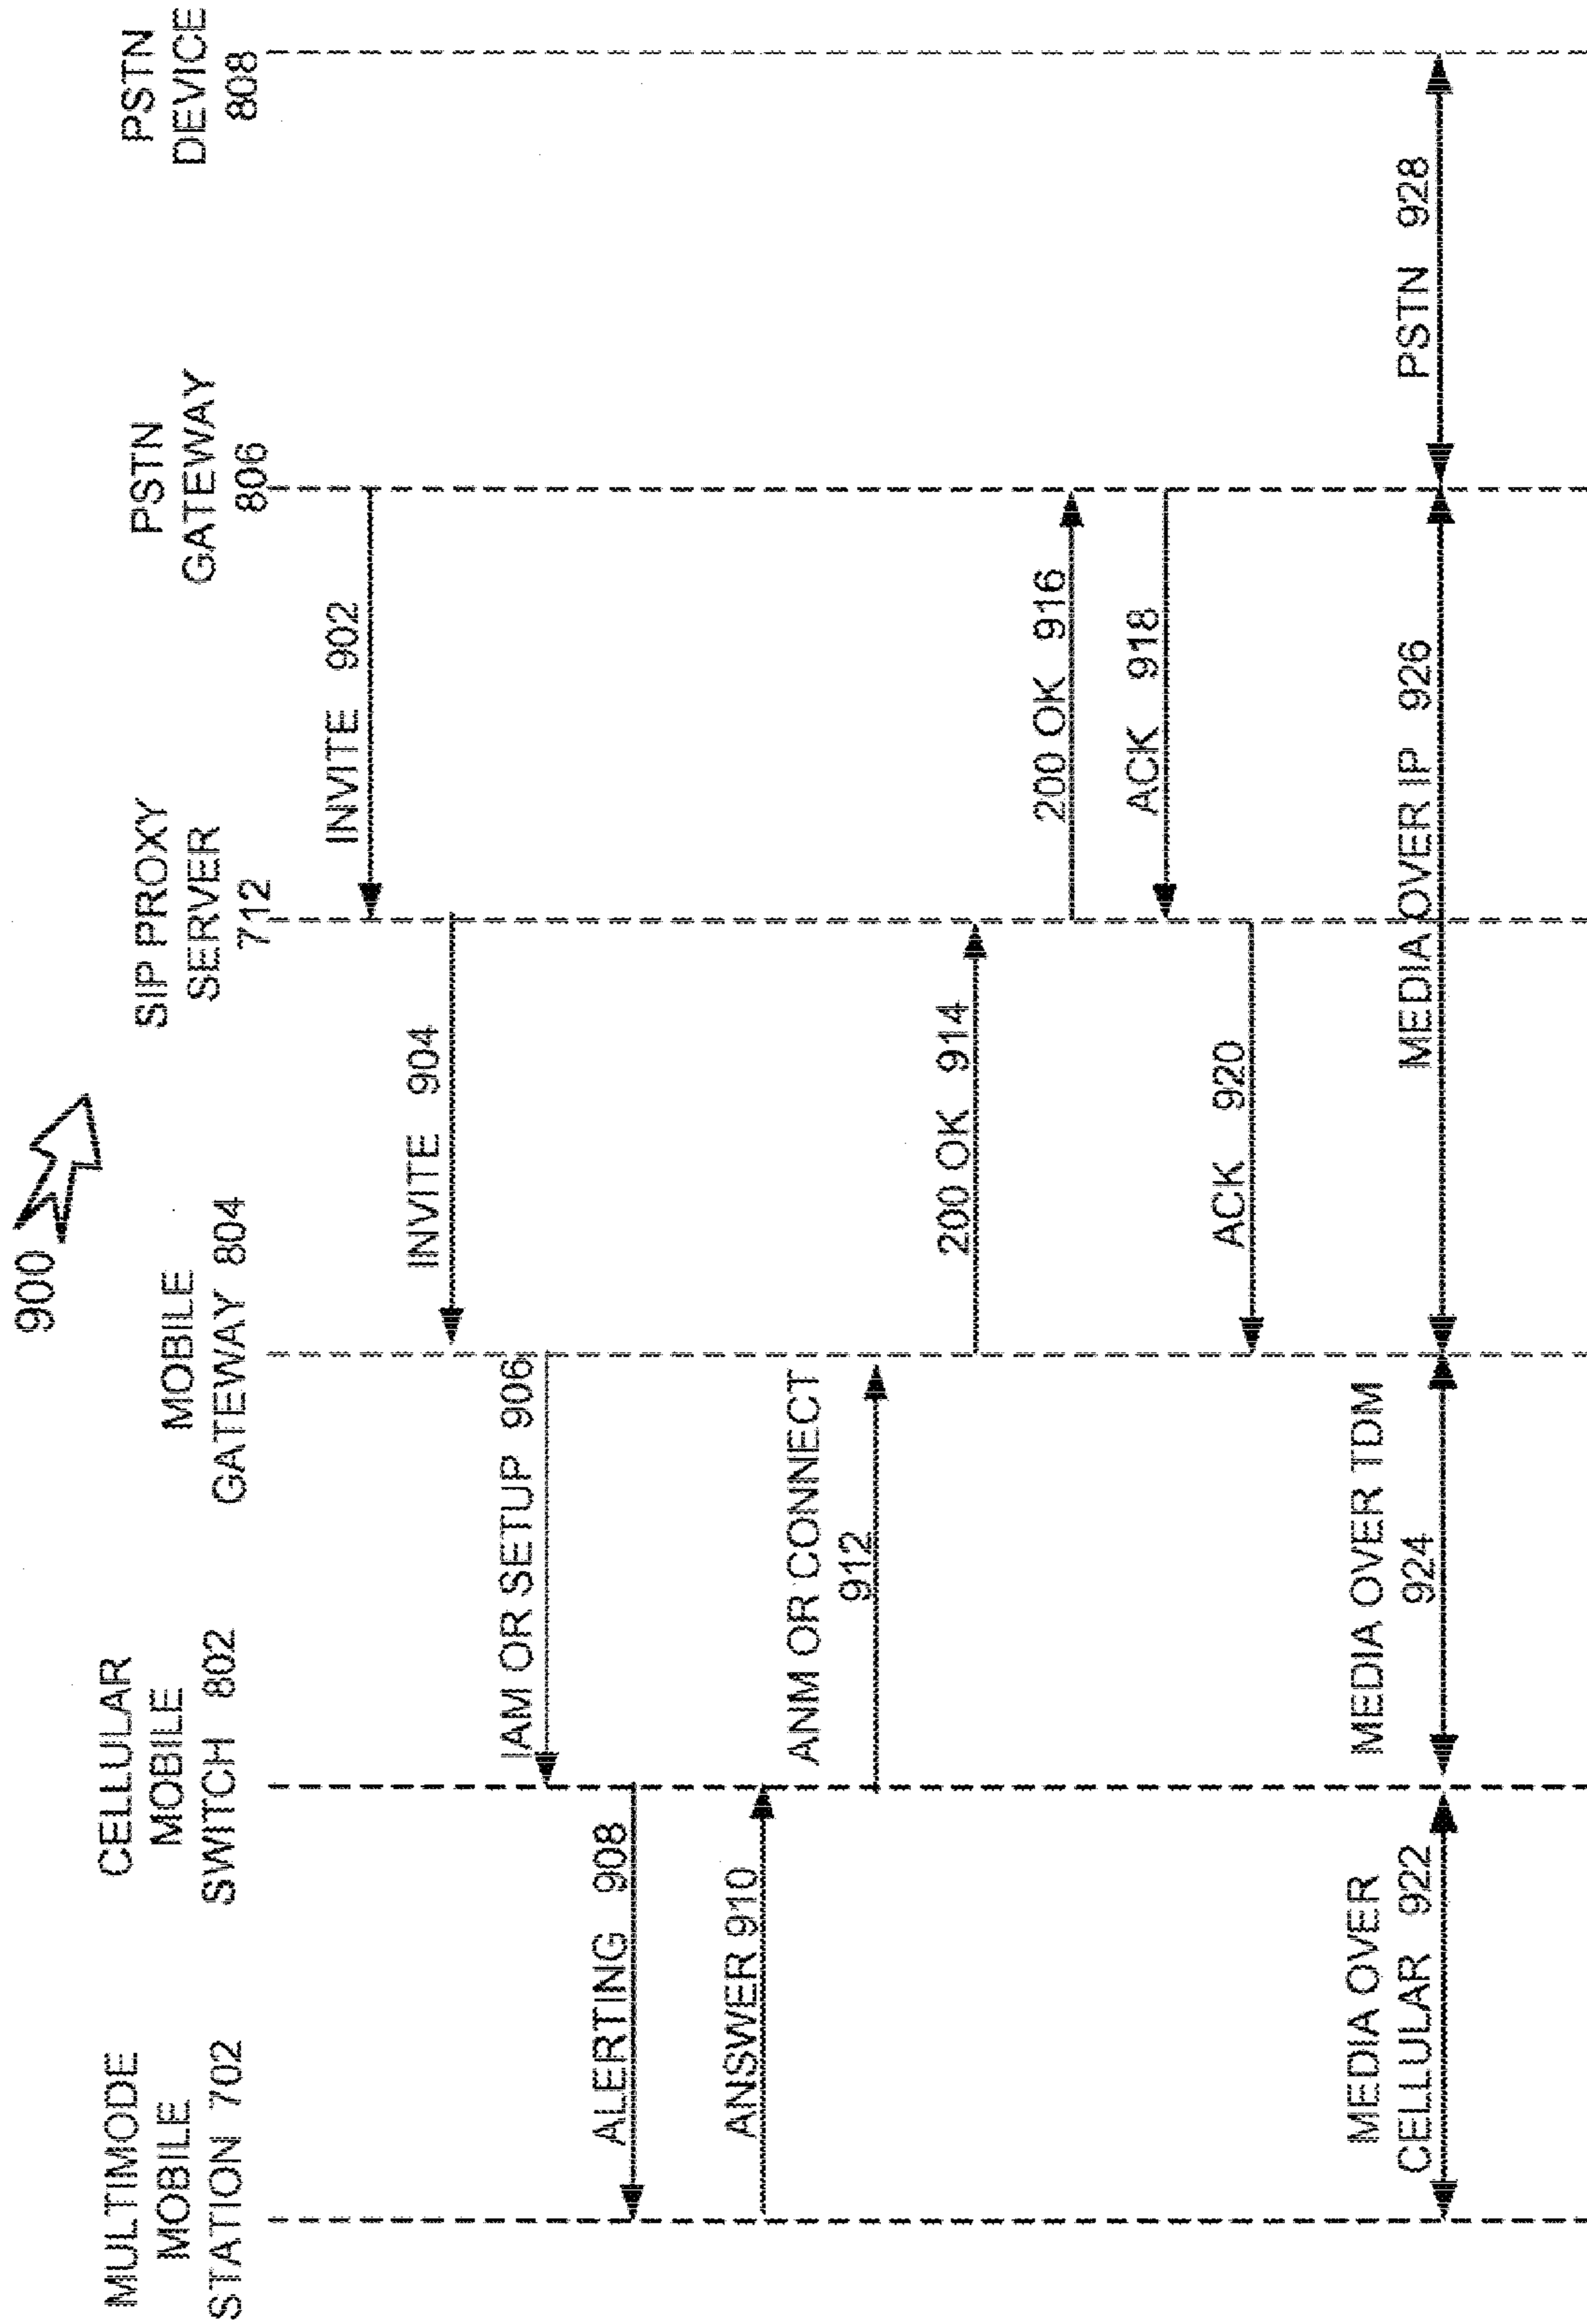 900
MULTIMODE
MOBILE
STATION 702
CELLULAR
MOBILE
SWITCH 802
MOBILE
GATEWAY 804
SIP PROXY
SERVER
712
PSTN
GATEWAY
806
PSTN
DEVICE
808
INVITE 902
INVITE 904
IAM OR SETUP 906
ALERTING 908
ANSWER 910
ANM OR CONNECT
912
200 OK 914
200 OK 916
ACK 918
ACK 920
MEDIA OVER
CELLULAR 922
MEDIA OVER TDM
924
MEDIA OVER IP 926
PSTN 928